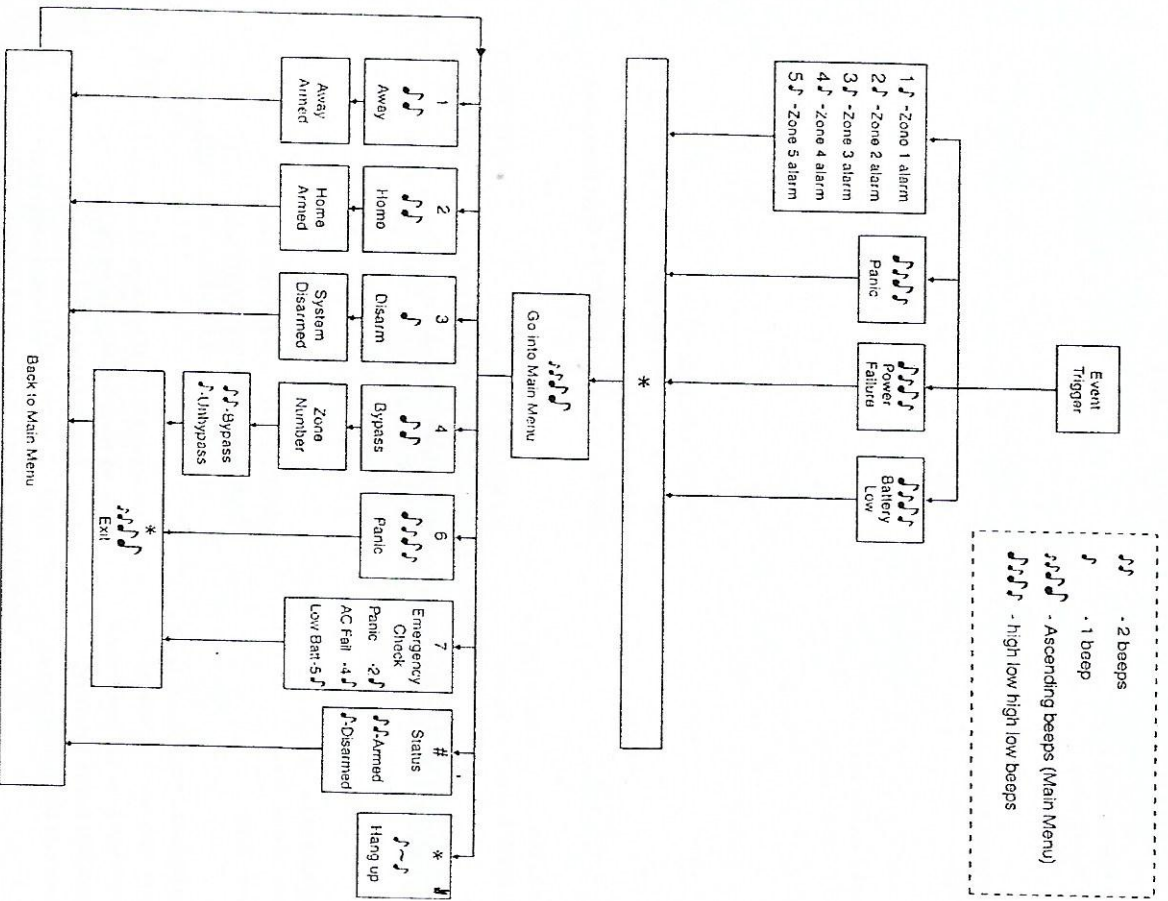 Event
Trigger
♪♪ - 2 beeps
♪ - 1 beep
♪♪♪♪ - Ascending beeps (Main Menu)
♪♪♪♪ - high low high low beeps
1♪ -Zone 1 alarm
2♪ -Zone 2 alarm
3♪ -Zone 3 alarm
4♪ -Zone 4 alarm
5♪ -Zone 5 alarm
♪♪♪♪
Panic
♪♪♪♪
Power
Failure
♪♪♪♪
Battery
Low
*
♪♪♪♪
Go into Main Menu
1
♪♪
Away
Away
Armed
2
♪♪
Home
Home
Armed
3
♪
Disarm
System
Disarmed
4
♪♪
Bypass
Zone
Number
♪♪-Bypass
♪-Unbypass
6
♪♪♪♪
Panic
7
Emergency
Check
Panic -2♪
AC Fail -4♪
Low Batt-5♪
*
♪♪♪♪
Exit
#
Status
♪♪-Armed
♪-Disarmed
*
♪~♪
Hang up
Back to Main Menu